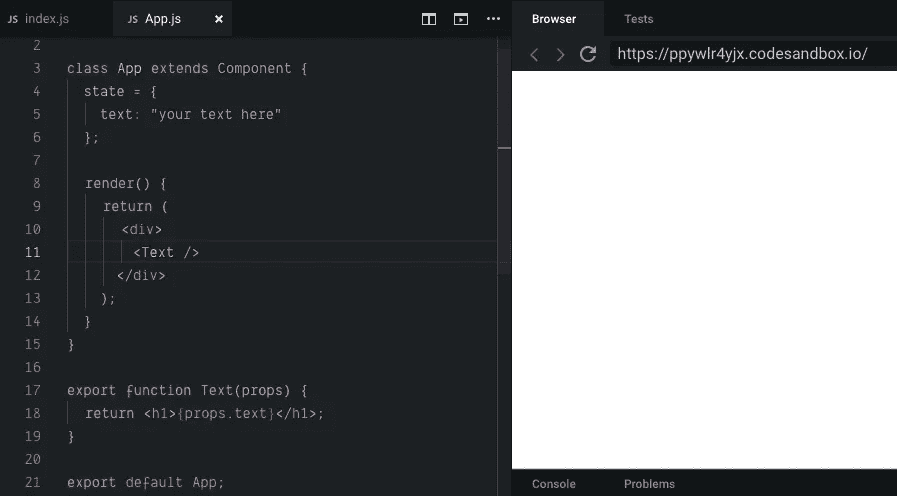 JS index.js JS App.js ×
Browser Tests
https://ppywlr4yjx.codesandbox.io/
2
3 class App extends Component {
4 state = {
5 text: "your text here"
6 };
7
8 render() {
9 return (
10 <div>
11 <Text />
12 </div>
13 );
14 }
15 }
16
17 export function Text(props) {
18 return <h1>{props.text}</h1>;
19 }
20
21 export default App;
Console Problems